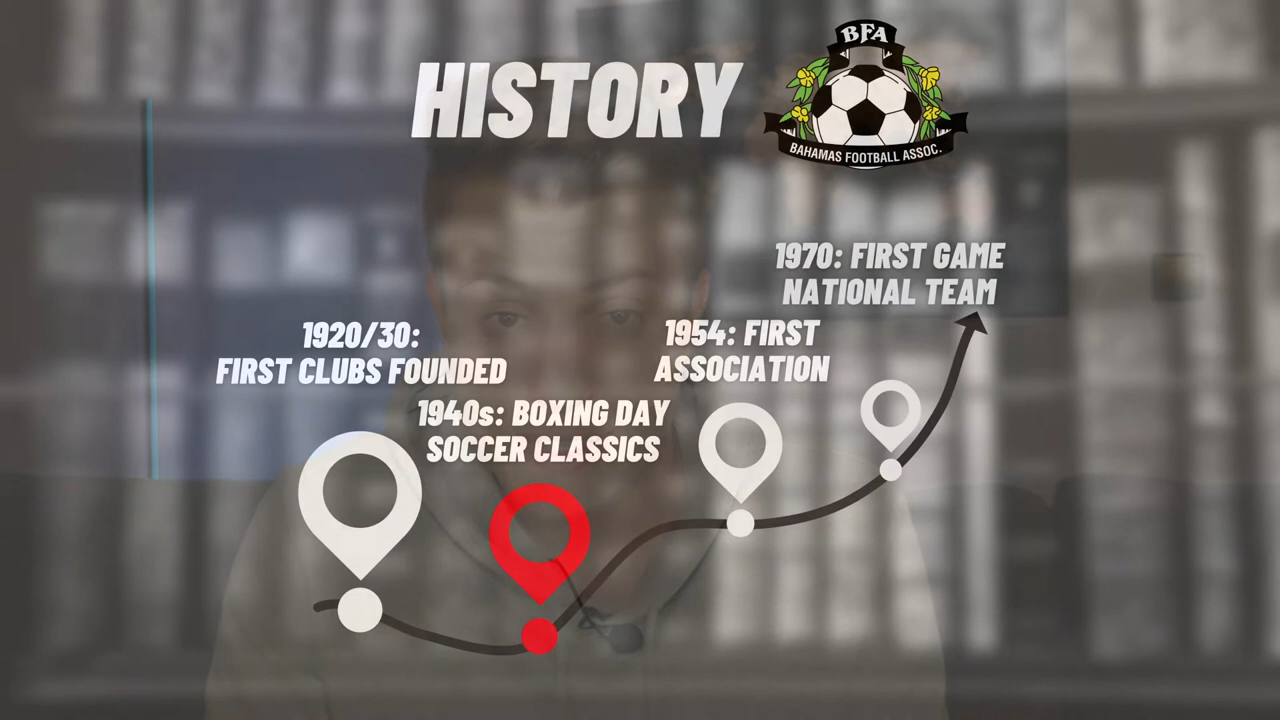 HISTORY
BFA
BAHAMAS FOOTBALL ASSOC.
1970: FIRST GAME
NATIONAL TEAM
1920/30:
FIRST CLUBS FOUNDED
1954: FIRST
ASSOCIATION
1940s: BOXING DAY
SOCCER CLASSICS